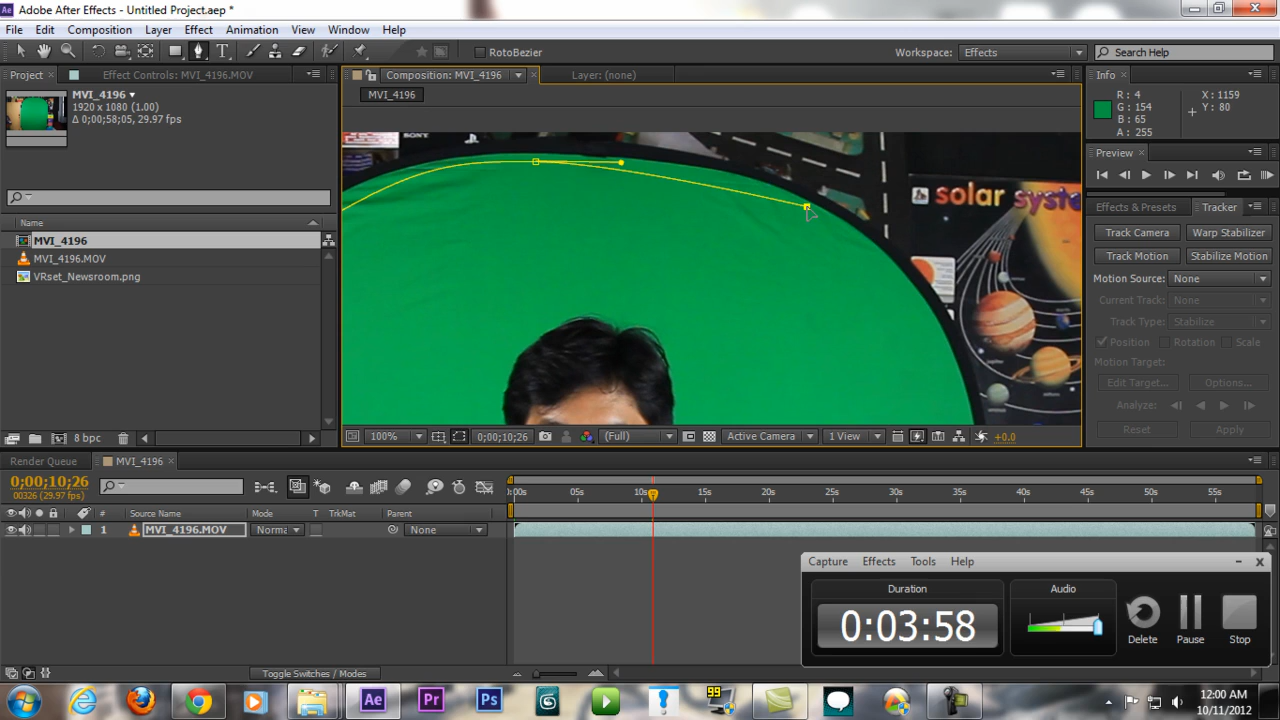 Adobe After Effects - Untitled Project.aep *
File Edit Composition Layer Effect Animation View Window Help
RotoBezier
Workspace: Effects
Search Help
Project
Effect Controls: MVI_4196.MOV
Composition: MVI_4196
Layer: (none)
Info
MVI_4196
1920 x 1080 (1.00)
Δ 0;00;58;05, 29.97 fps
MVI_4196
R : 4
G : 154
B : 65
A : 255
X : 1159
Y : 80
SONY
solar syste
Preview
Effects & Presets
Tracker
Track Camera
Warp Stabilizer
Track Motion
Stabilize Motion
Motion Source: None
Current Track: None
Track Type: Stabilize
Position Rotation Scale
Motion Target:
Edit Target...
Options...
Analyze:
Reset
Apply
Name
MVI_4196
MVI_4196.MOV
VRset_Newsroom.png
8 bpc
100%
0;00;10;26
(Full)
Active Camera
1 View
+0.0
Render Queue
MVI_4196
0;00;10;26
00326 (29.97 fps)
:00s 05s 10s 15s 20s 25s 30s 35s 40s 45s 50s 55s
# Source Name Mode T TrkMat Parent
1 MVI_4196.MOV Norma None
Toggle Switches / Modes
Capture Effects Tools Help
Duration
0:03:58
Audio
Delete
Pause
Stop
Ae
Pr
Ps
99
12:00 AM
10/11/2012